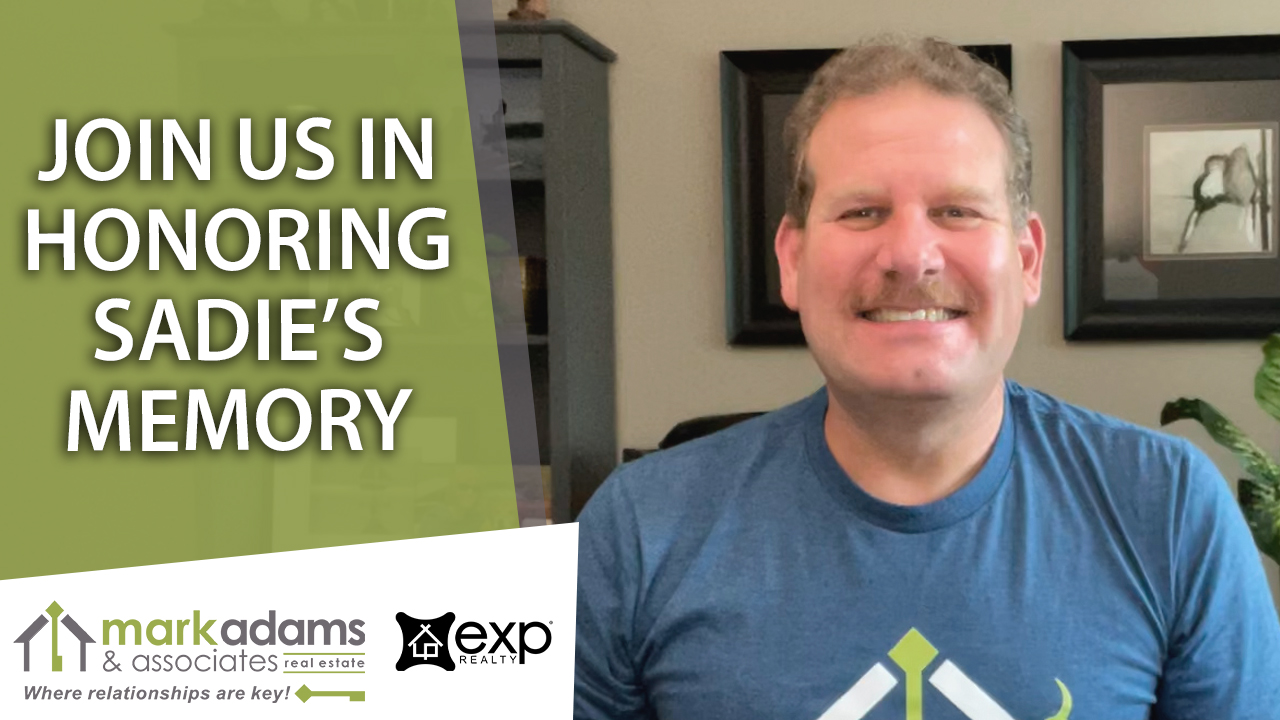 JOIN US IN
HONORING
SADIE'S
MEMORY
markadams
& associates real estate
Where relationships are key!
exp
REALTY